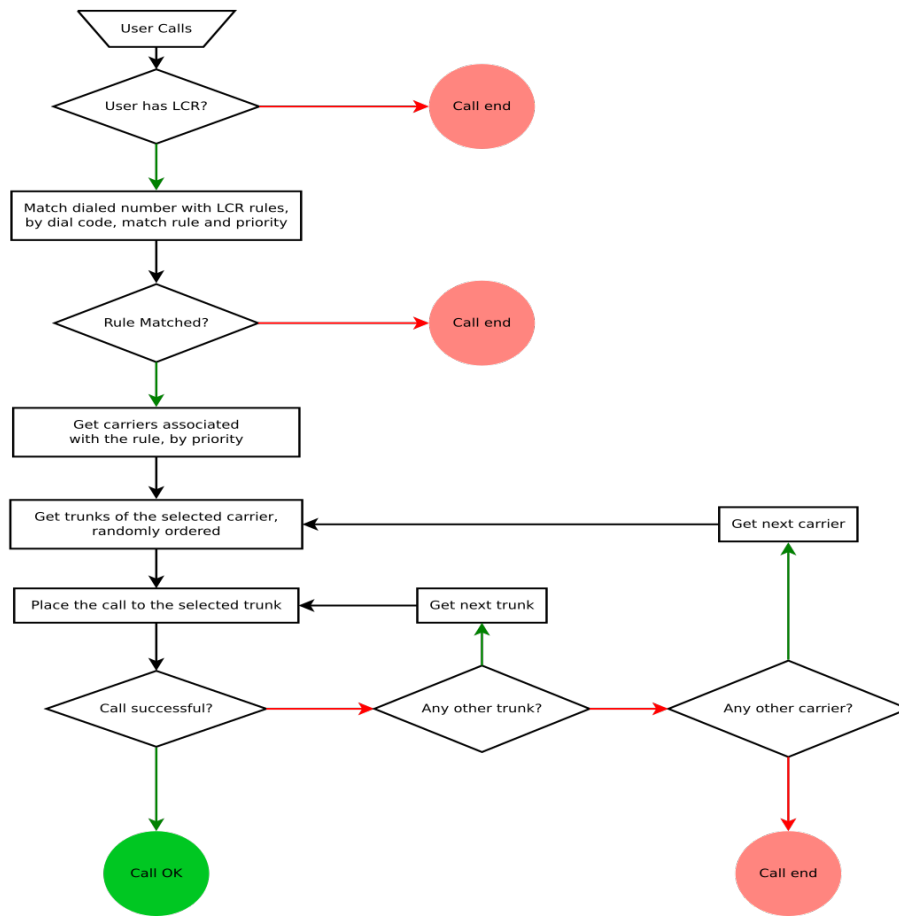 User Calls
User has LCR?
Call end
Match dialed number with LCR rules,
by dial code, match rule and priority
Rule Matched?
Call end
Get carriers associated
with the rule, by priority
Get trunks of the selected carrier,
randomly ordered
Get next carrier
Place the call to the selected trunk
Get next trunk
Call successful?
Any other trunk?
Any other carrier?
Call OK
Call end